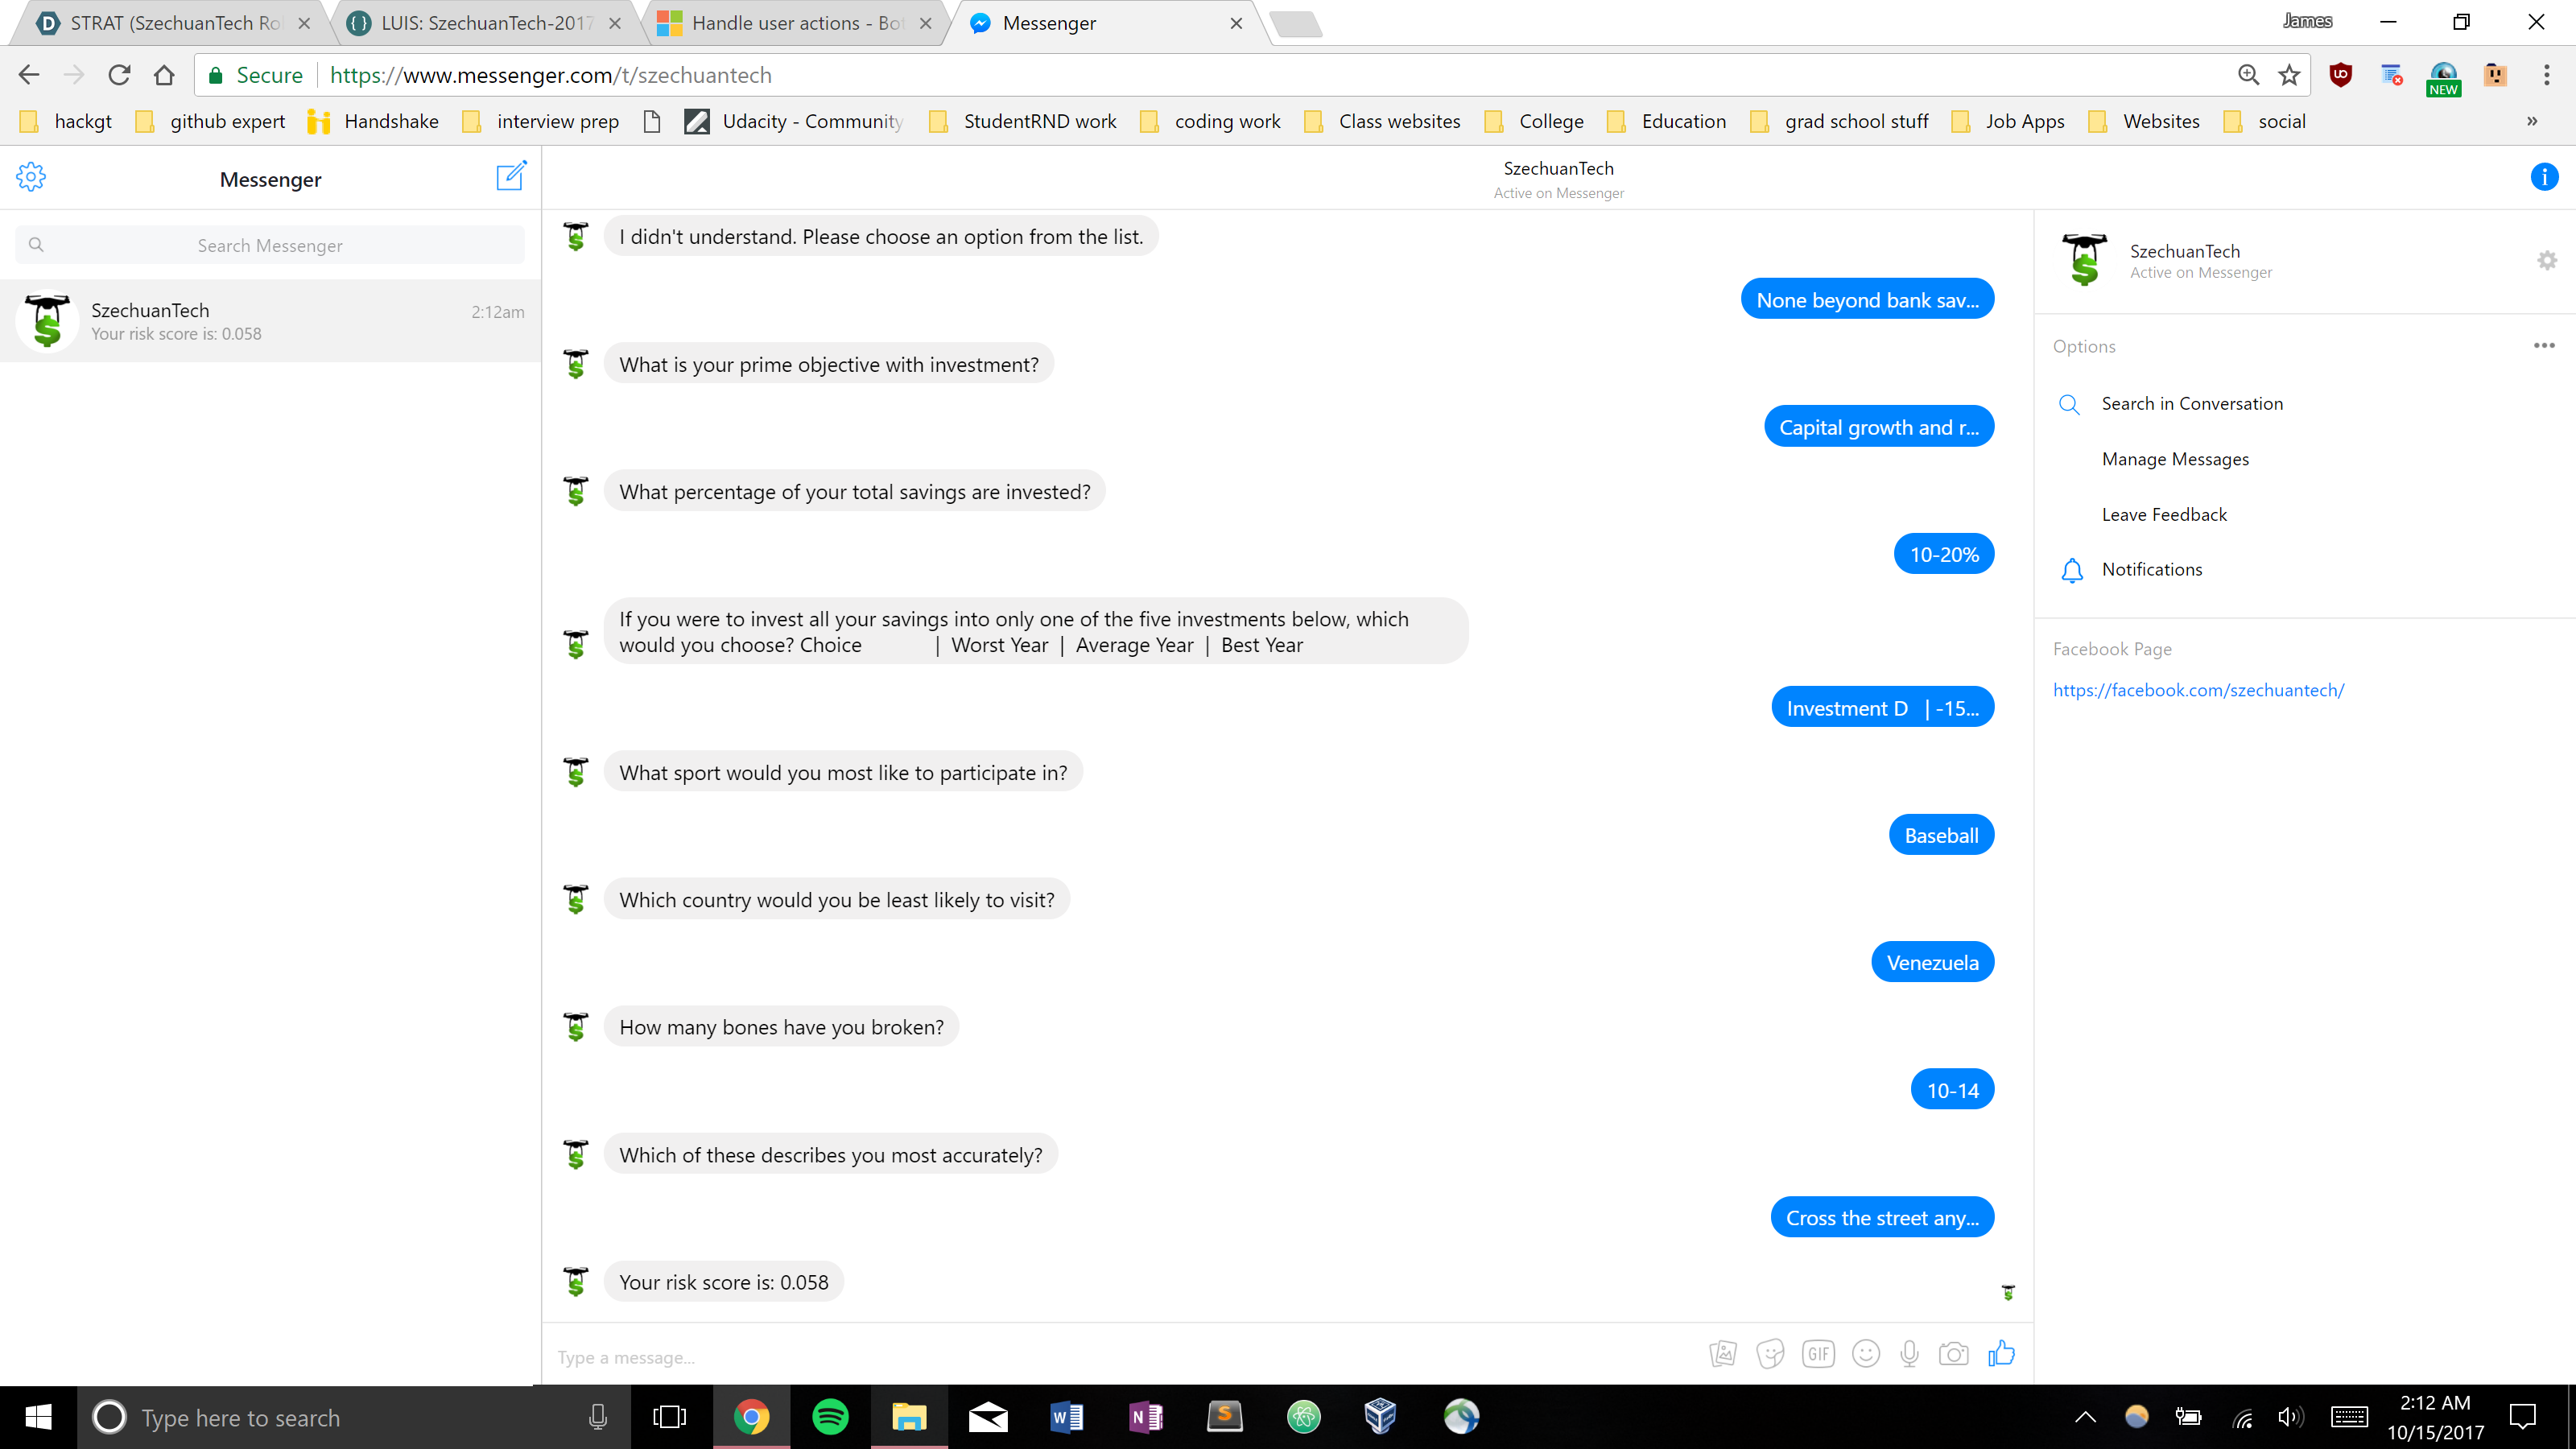 STRAT (SzechuanTech Ro
LUIS: SzechuanTech-2017
Handle user actions - Bot
Messenger
James
Secure
https://www.messenger.com/t/szechuantech
NEW
hackgt
github expert
Handshake
interview prep
Udacity - Community
StudentRND work
coding work
Class websites
College
Education
grad school stuff
Job Apps
Websites
social
»
Messenger
Search Messenger
SzechuanTech
2:12am
Your risk score is: 0.058
SzechuanTech
Active on Messenger
I didn't understand. Please choose an option from the list.
None beyond bank sav...
What is your prime objective with investment?
Capital growth and r...
What percentage of your total savings are invested?
10-20%
If you were to invest all your savings into only one of the five investments below, which
would you choose? Choice | Worst Year | Average Year | Best Year
Investment D | -15...
What sport would you most like to participate in?
Baseball
Which country would you be least likely to visit?
Venezuela
How many bones have you broken?
10-14
Which of these describes you most accurately?
Cross the street any...
Your risk score is: 0.058
Type a message...
GIF
SzechuanTech
Active on Messenger
Options
Search in Conversation
Manage Messages
Leave Feedback
Notifications
Facebook Page
https://facebook.com/szechuantech/
Type here to search
2:12 AM
10/15/2017